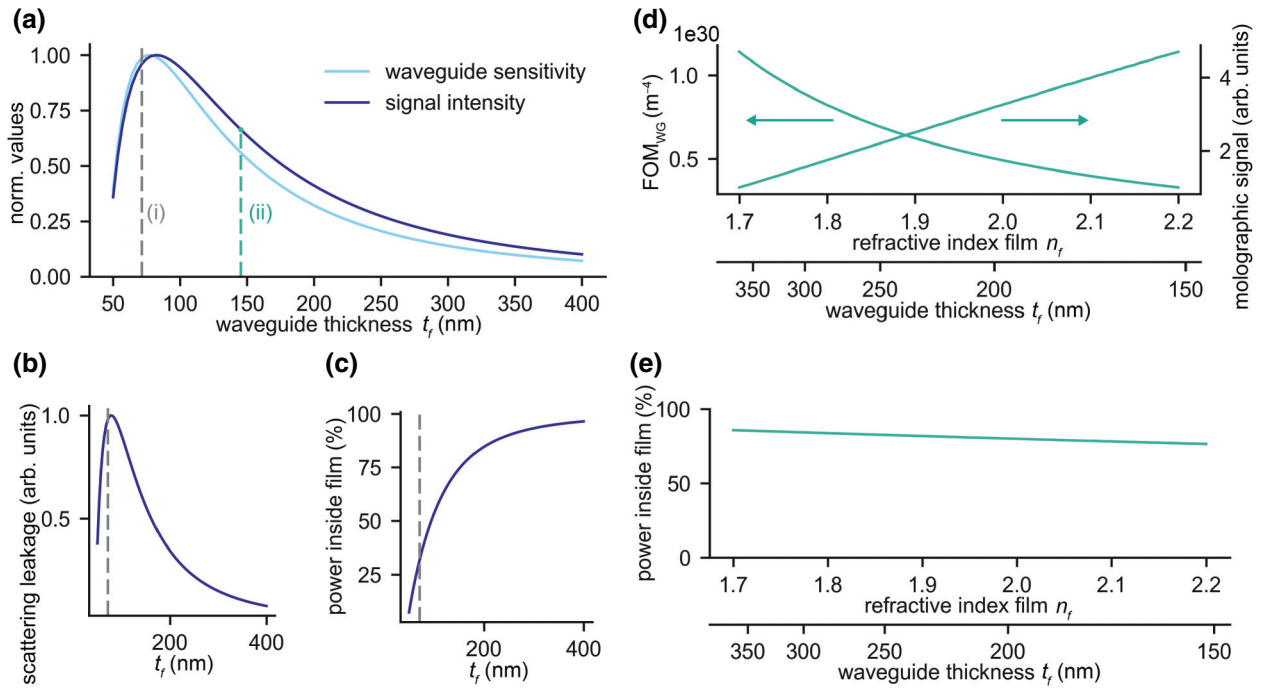 (a)
norm. values
1.00
0.75
0.50
0.25
0.00
waveguide sensitivity
signal intensity
(i)
(ii)
50 100 150 200 250 300 350 400
waveguide thickness t_f (nm)
(b)
scattering leakage (arb. units)
1.0
0.5
200 400
t_f (nm)
(c)
power inside film (%)
100
75
50
25
200 400
t_f (nm)
(d)
1e30
FOM_WG (m⁻⁴)
1.0
0.5
4
2
molographic signal (arb. units)
1.7 1.8 1.9 2.0 2.1 2.2
refractive index film n_f
350 300 250 200 150
waveguide thickness t_f (nm)
(e)
power inside film (%)
100
50
0
1.7 1.8 1.9 2.0 2.1 2.2
refractive index film n_f
350 300 250 200 150
waveguide thickness t_f (nm)